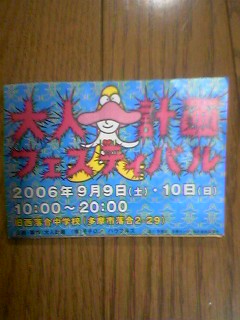 大人計画
フェスティバル
2006年9月9日(土)・10日(日)
10:00〜20:00
旧西落合中学校(多摩市落合2-29)